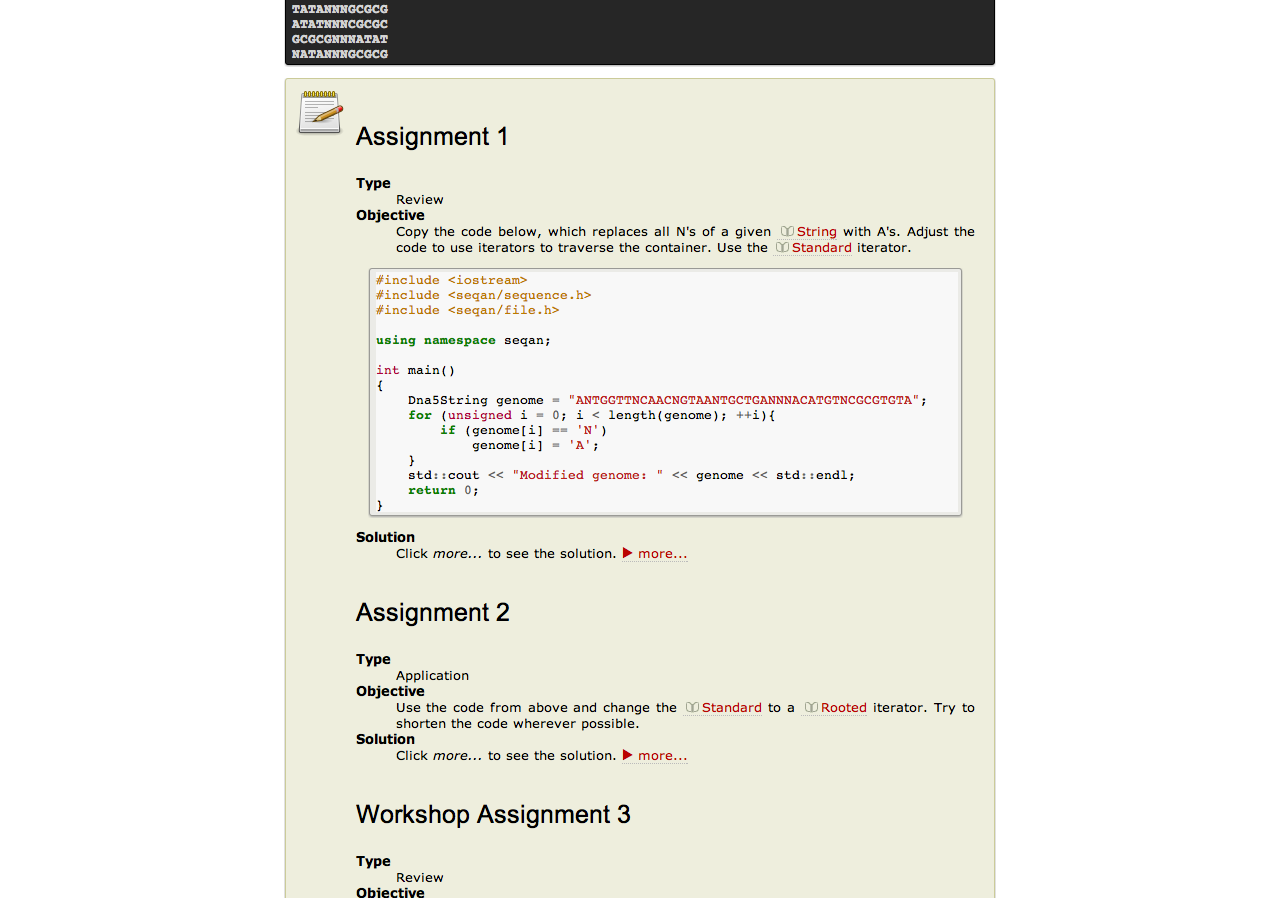 TATANNNGCGCG
ATATNNNCGCGC
GCGCGNNNATAT
NATANNNGCGCG
Assignment 1
Type
Review
Objective
Copy the code below, which replaces all N's of a given String with A's. Adjust the
code to use iterators to traverse the container. Use the Standard iterator.
#include <iostream>
#include <seqan/sequence.h>
#include <seqan/file.h>
using namespace seqan;
int main()
{
    Dna5String genome = "ANTGGTTNCAACNGTAANTGCTGANNNACATGTNCGCGTGTA";
    for (unsigned i = 0; i < length(genome); ++i){
        if (genome[i] == 'N')
            genome[i] = 'A';
    }
    std::cout << "Modified genome: " << genome << std::endl;
    return 0;
}
Solution
Click more... to see the solution. more...
Assignment 2
Type
Application
Objective
Use the code from above and change the Standard to a Rooted iterator. Try to
shorten the code wherever possible.
Solution
Click more... to see the solution. more...
Workshop Assignment 3
Type
Review
Objective